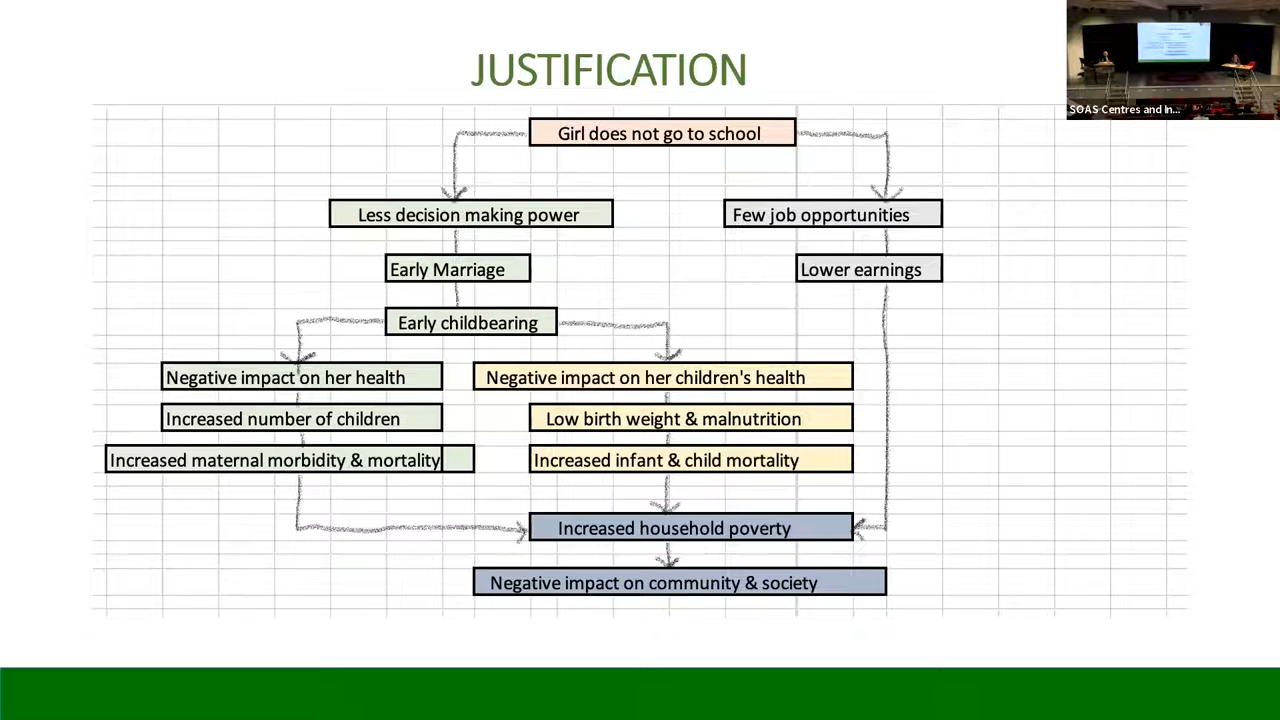 JUSTIFICATION
SOAS Centres and In...
Girl does not go to school
Less decision making power
Few job opportunities
Early Marriage
Lower earnings
Early childbearing
Negative impact on her health
Negative impact on her children's health
Increased number of children
Low birth weight & malnutrition
Increased maternal morbidity & mortality
Increased infant & child mortality
Increased household poverty
Negative impact on community & society